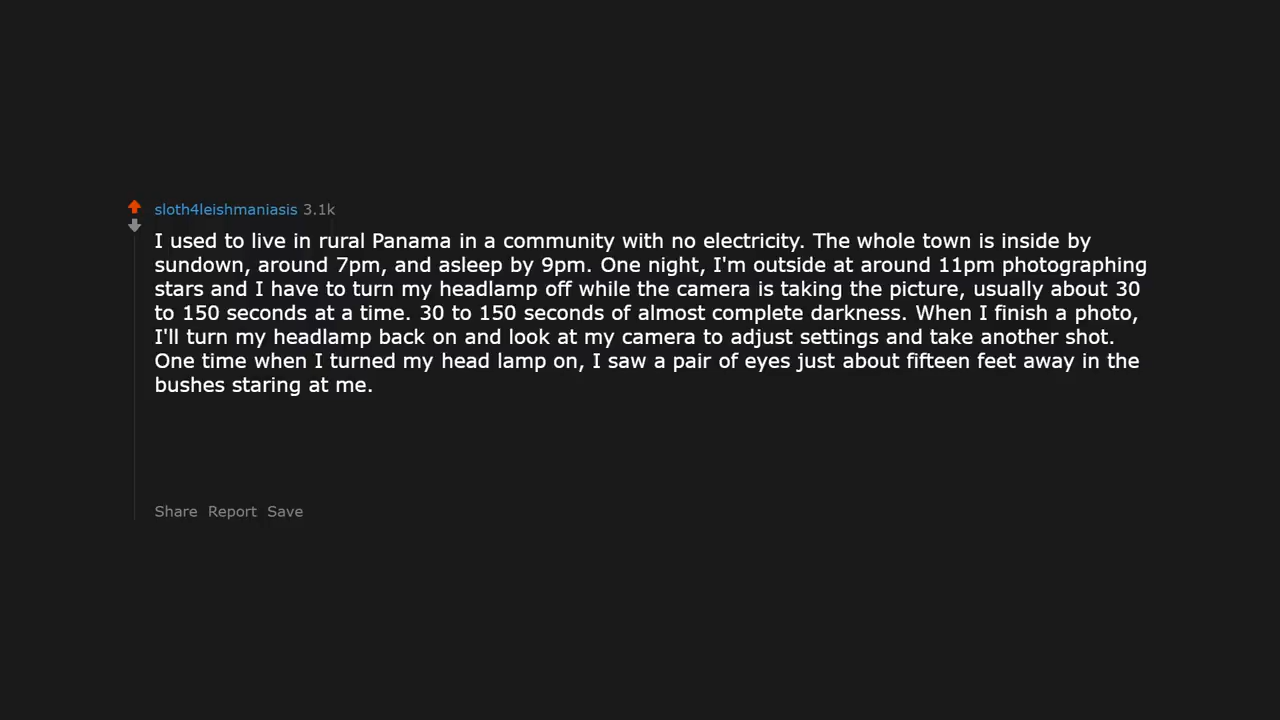 sloth4leishmaniasis 3.1k
I used to live in rural Panama in a community with no electricity. The whole town is inside by
sundown, around 7pm, and asleep by 9pm. One night, I'm outside at around 11pm photographing
stars and I have to turn my headlamp off while the camera is taking the picture, usually about 30
to 150 seconds at a time. 30 to 150 seconds of almost complete darkness. When I finish a photo,
I'll turn my headlamp back on and look at my camera to adjust settings and take another shot.
One time when I turned my head lamp on, I saw a pair of eyes just about fifteen feet away in the
bushes staring at me.
Share Report Save